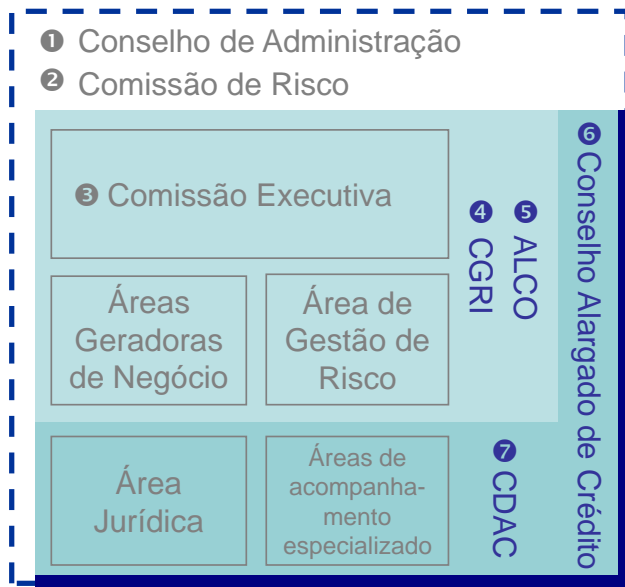 ❶ Conselho de Administração
❷ Comissão de Risco
❸ Comissão Executiva
Áreas
Geradoras
de Negócio
Área de
Gestão de
Risco
❹ CGRI
❺ ALCO
❻ Conselho Alargado de Crédito
Área
Jurídica
Áreas de
acompanha-
mento
especializado
❼ CDAC